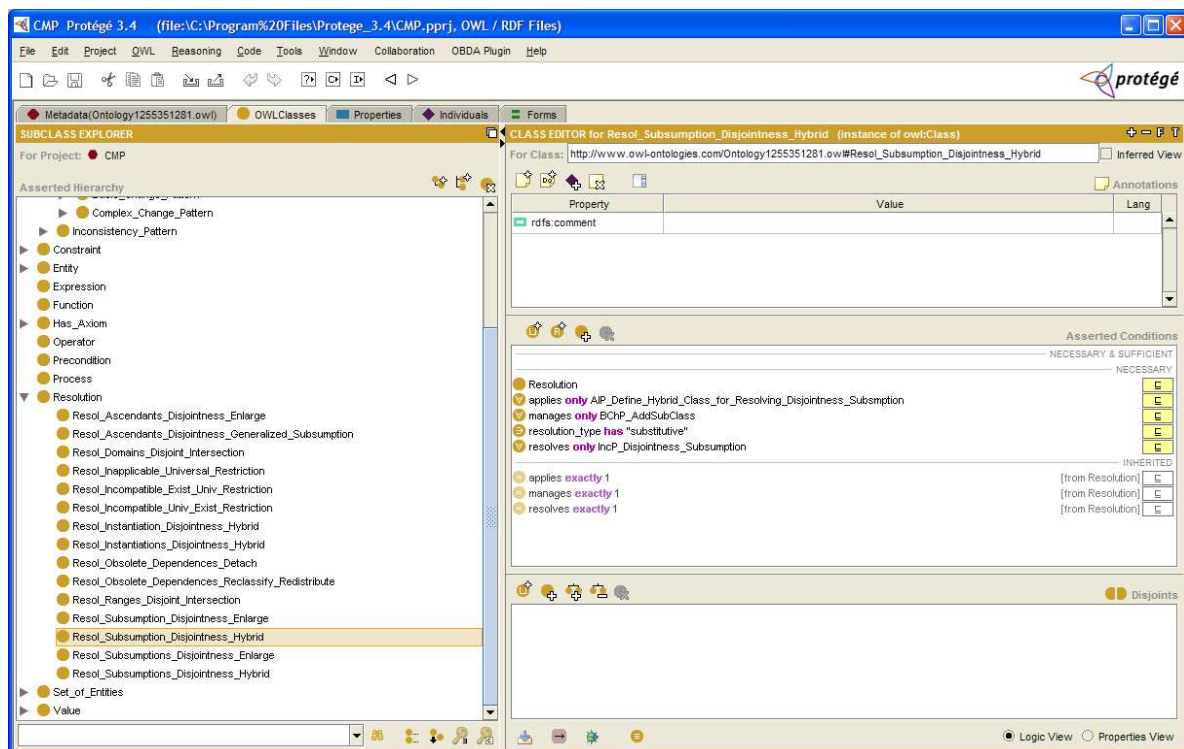 CMP Protégé 3.4 (file:\C:\Program%20Files\Protege_3.4\CMP.pprj, OWL / RDF Files)
File Edit Project OWL Reasoning Code Tools Window Collaboration OBDA Plugin Help
protégé
Metadata(Ontology1255351281.owl) OWLClasses Properties Individuals Forms
SUBCLASS EXPLORER
For Project: CMP
Asserted Hierarchy
Complex_Change_Pattern
Inconsistency_Pattern
Constraint
Entity
Expression
Function
Has_Axiom
Operator
Precondition
Process
Resolution
Resol_Ascendants_Disjointness_Enlarge
Resol_Ascendants_Disjointness_Generalized_Subsumption
Resol_Domains_Disjoint_Intersection
Resol_Inapplicable_Universal_Restriction
Resol_Incompatible_Exist_Univ_Restriction
Resol_Incompatible_Univ_Exist_Restriction
Resol_Instantiation_Disjointness_Hybrid
Resol_Instantiations_Disjointness_Hybrid
Resol_Obsolete_Dependences_Detach
Resol_Obsolete_Dependences_Reclassify_Redistribute
Resol_Ranges_Disjoint_Intersection
Resol_Subsumption_Disjointness_Enlarge
Resol_Subsumption_Disjointness_Hybrid
Resol_Subsumptions_Disjointness_Enlarge
Resol_Subsumptions_Disjointness_Hybrid
Set_of_Entities
Value
CLASS EDITOR for Resol_Subsumption_Disjointness_Hybrid (instance of owl:Class)
For Class: http://www.owl-ontologies.com/Ontology1255351281.owl#Resol_Subsumption_Disjointness_Hybrid Inferred View
Annotations
Property Value Lang
rdfs:comment
Asserted Conditions
NECESSARY & SUFFICIENT
NECESSARY
Resolution
applies only AIP_Define_Hybrid_Class_for_Resolving_Disjointness_Subsmption
manages only BChP_AddSubClass
resolution_type has "substitutive"
resolves only IncP_Disjointness_Subsumption
INHERITED
applies exactly 1 [from Resolution]
manages exactly 1 [from Resolution]
resolves exactly 1 [from Resolution]
Disjoints
Logic View Properties View